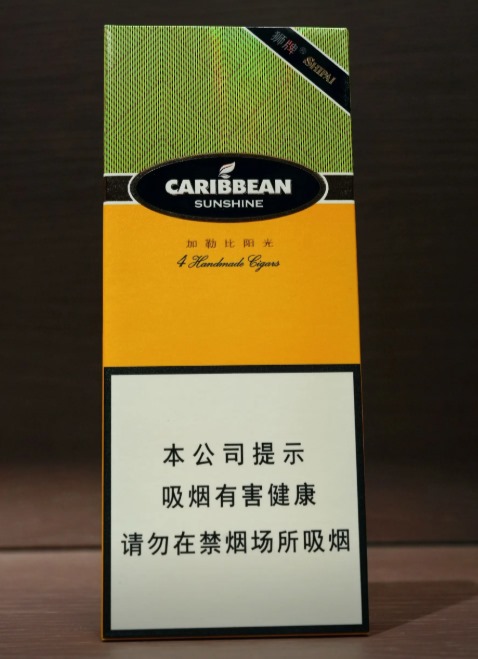 狮牌® SHIPAI
CARIBBEAN
SUNSHINE
加勒比阳光
4 Handmade Cigars
本公司提示
吸烟有害健康
请勿在禁烟场所吸烟